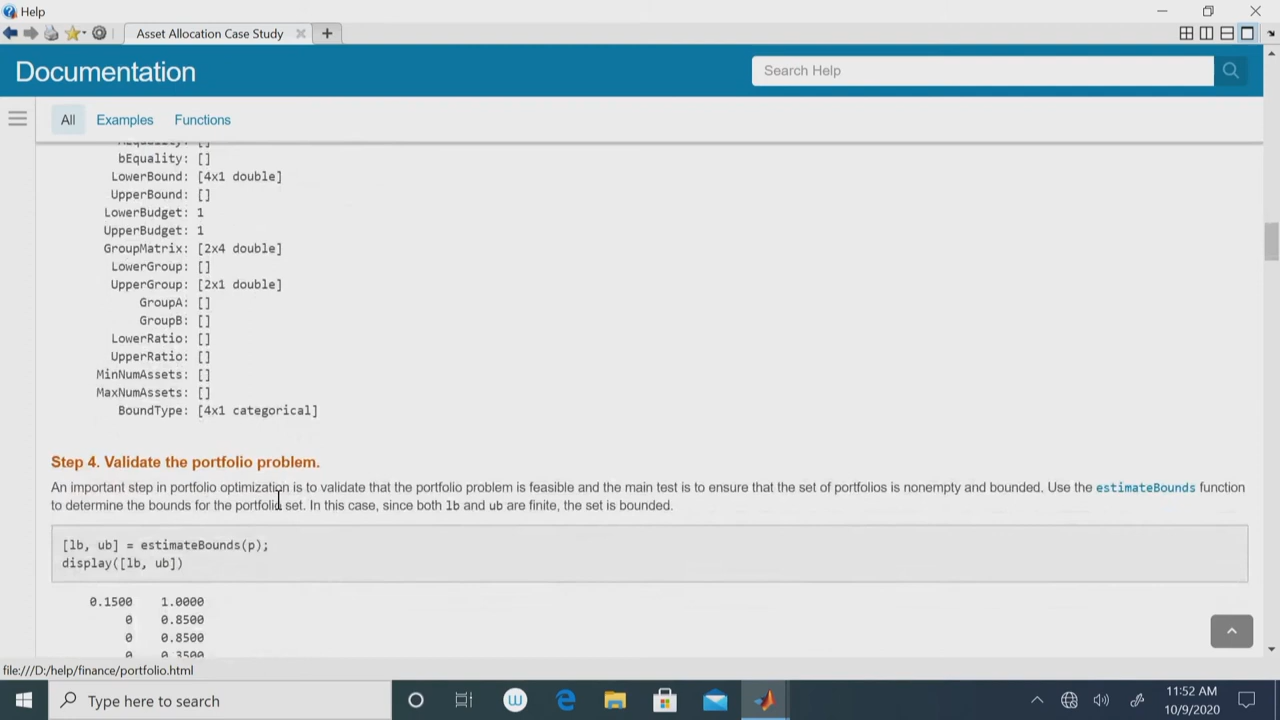 Help
Asset Allocation Case Study
Documentation
Search Help
All Examples Functions
bEquality: []
LowerBound: [4x1 double]
UpperBound: []
LowerBudget: 1
UpperBudget: 1
GroupMatrix: [2x4 double]
LowerGroup: []
UpperGroup: [2x1 double]
GroupA: []
GroupB: []
LowerRatio: []
UpperRatio: []
MinNumAssets: []
MaxNumAssets: []
BoundType: [4x1 categorical]
Step 4. Validate the portfolio problem.
An important step in portfolio optimization is to validate that the portfolio problem is feasible and the main test is to ensure that the set of portfolios is nonempty and bounded. Use the estimateBounds function
to determine the bounds for the portfolio set. In this case, since both lb and ub are finite, the set is bounded.
[lb, ub] = estimateBounds(p);
display([lb, ub])
0.1500 1.0000
0 0.8500
0 0.8500
0 0.3500
file:///D:/help/finance/portfolio.html
Type here to search
11:52 AM
10/9/2020